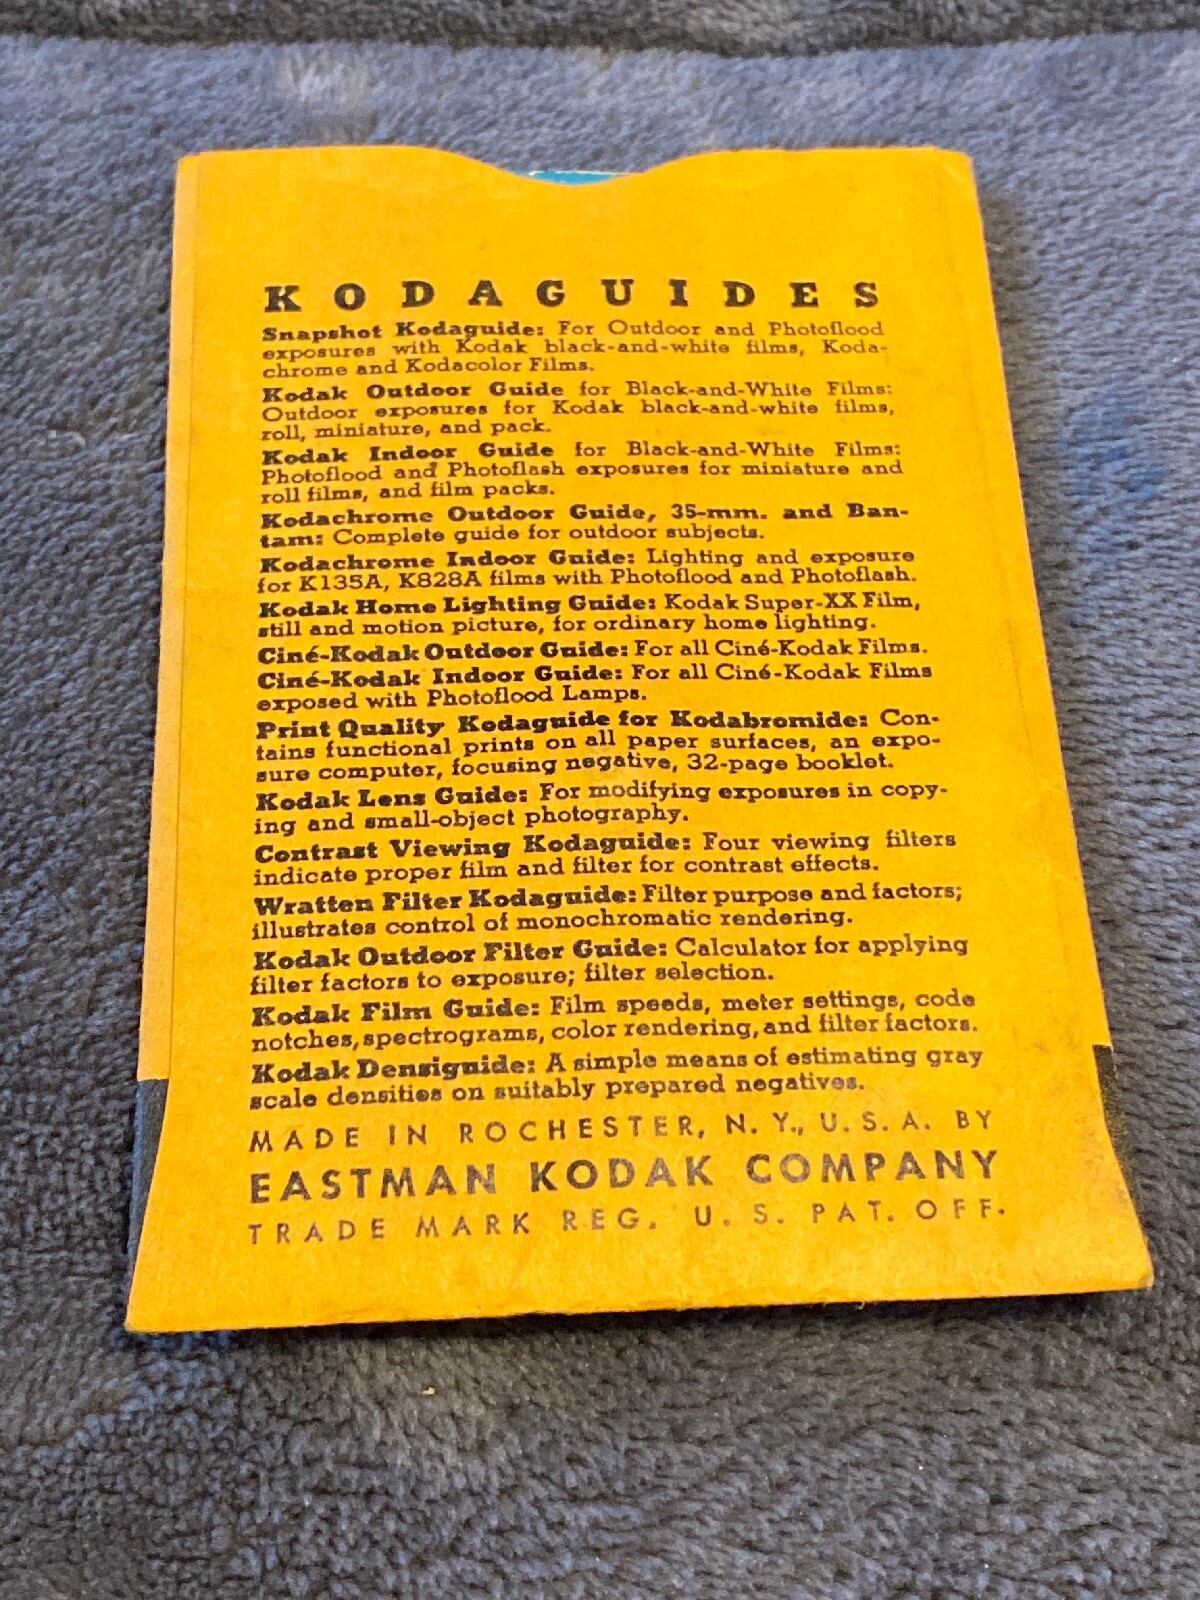 KODAGUIDES
Snapshot Kodaguide: For Outdoor and Photoflood
exposures with Kodak black-and-white films, Koda-
chrome and Kodacolor Films.
Kodak Outdoor Guide for Black-and-White Films:
Outdoor exposures for Kodak black-and-white films,
roll, miniature, and pack.
Kodak Indoor Guide for Black-and-White Films:
Photoflood and Photoflash exposures for miniature and
roll films, and film packs.
Kodachrome Outdoor Guide, 35-mm. and Ban-
tam: Complete guide for outdoor subjects.
Kodachrome Indoor Guide: Lighting and exposure
for K135A, K828A films with Photoflood and Photoflash.
Kodak Home Lighting Guide: Kodak Super-XX Film,
still and motion picture, for ordinary home lighting.
Ciné-Kodak Outdoor Guide: For all Ciné-Kodak Films.
Ciné-Kodak Indoor Guide: For all Ciné-Kodak Films
exposed with Photoflood Lamps.
Print Quality Kodaguide for Kodabromide: Con-
tains functional prints on all paper surfaces, an expo-
sure computer, focusing negative, 32-page booklet.
Kodak Lens Guide: For modifying exposures in copy-
ing and small-object photography.
Contrast Viewing Kodaguide: Four viewing filters
indicate proper film and filter for contrast effects.
Wratten Filter Kodaguide: Filter purpose and factors;
illustrates control of monochromatic rendering.
Kodak Outdoor Filter Guide: Calculator for applying
filter factors to exposure; filter selection.
Kodak Film Guide: Film speeds, meter settings, code
notches, spectrograms, color rendering, and filter factors.
Kodak Densiguide: A simple means of estimating gray
scale densities on suitably prepared negatives.
MADE IN ROCHESTER, N. Y., U. S. A. BY
EASTMAN KODAK COMPANY
TRADE MARK REG. U. S. PAT. OFF.